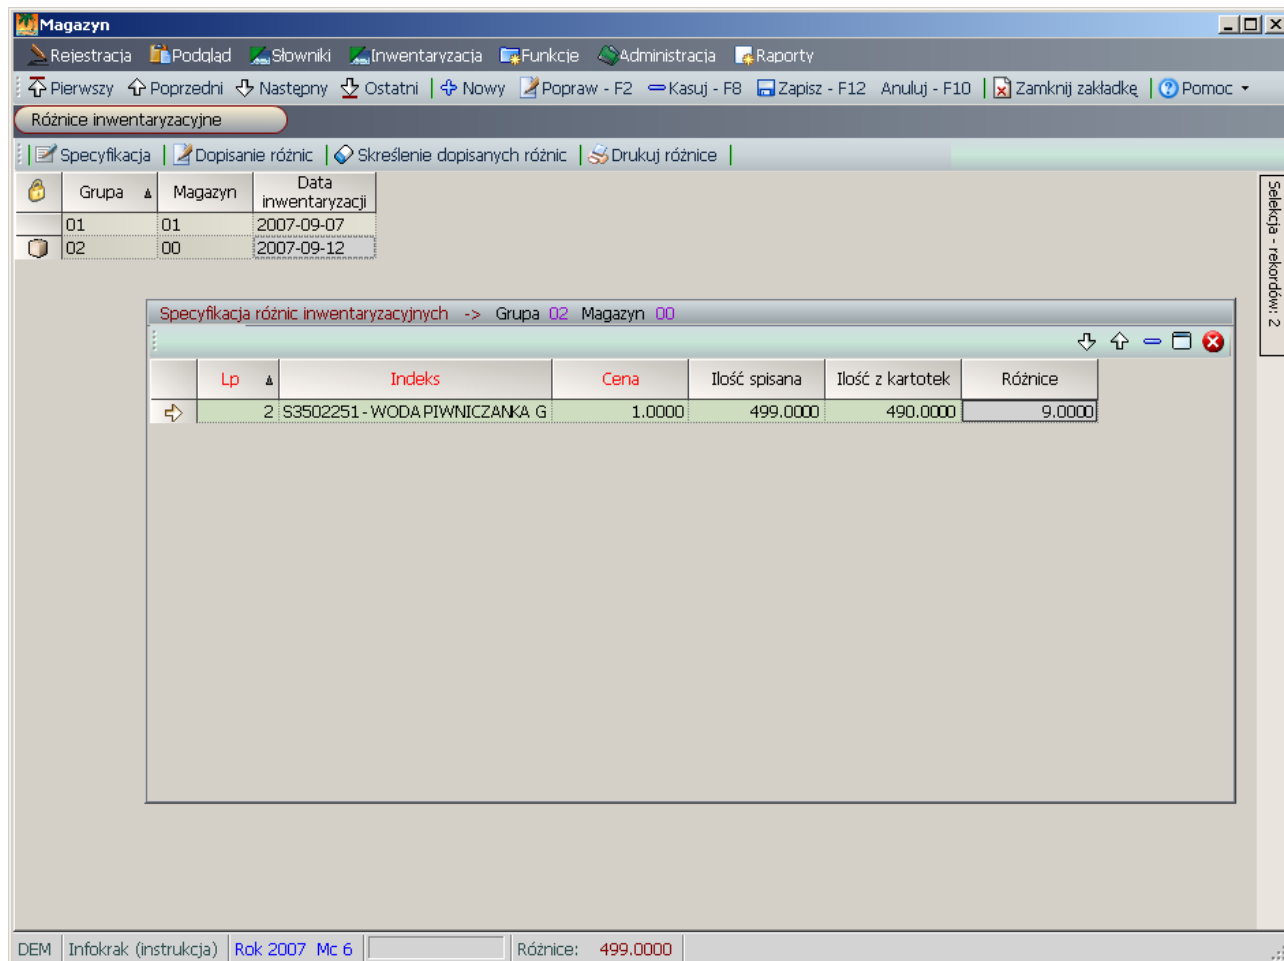 Magazyn
Rejestracja Podgląd Słowniki Inwentaryzacja Funkcje Administracja Raporty
Pierwszy Poprzedni Następny Ostatni Nowy Popraw - F2 Kasuj - F8 Zapisz - F12 Anuluj - F10 Zamknij zakładkę Pomoc
Różnice inwentaryzacyjne
Specyfikacja Dopisanie różnic Skreślenie dopisanych różnic Drukuj różnice
Grupa Magazyn Data inwentaryzacji
01 01 2007-09-07
02 00 2007-09-12
Selekcja - rekordów: 2
Specyfikacja różnic inwentaryzacyjnych -> Grupa 02 Magazyn 00
Lp Indeks Cena Ilość spisana Ilość z kartotek Różnice
2 S3502251 - WODA PIWNICZANKA G 1.0000 499.0000 490.0000 9.0000
DEM Infokrak (instrukcja) Rok 2007 Mc 6 Różnice: 499.0000